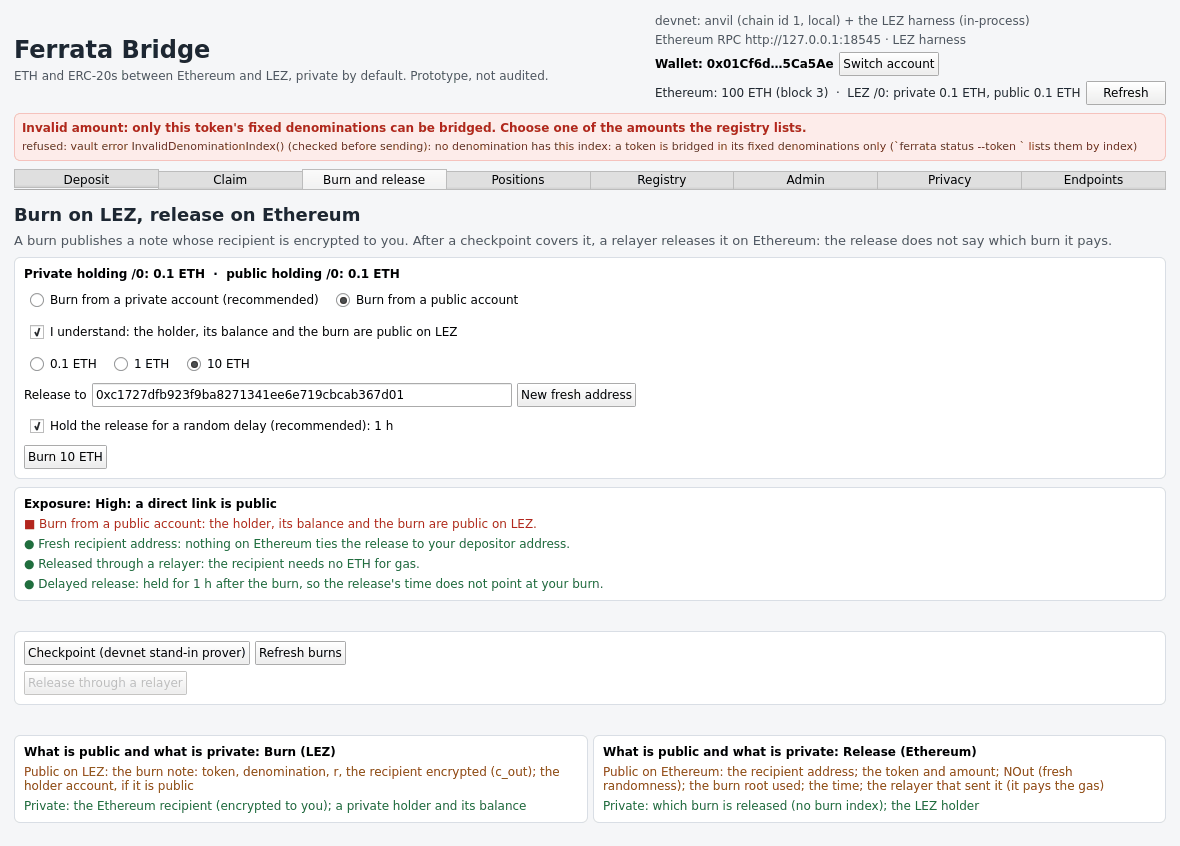 Ferrata Bridge
ETH and ERC-20s between Ethereum and LEZ, private by default. Prototype, not audited.
devnet: anvil (chain id 1, local) + the LEZ harness (in-process)
Ethereum RPC http://127.0.0.1:18545 · LEZ harness
Wallet: 0x01Cf6d…5Ca5Ae Switch account
Ethereum: 100 ETH (block 3) · LEZ /0: private 0.1 ETH, public 0.1 ETH Refresh
Invalid amount: only this token's fixed denominations can be bridged. Choose one of the amounts the registry lists.
refused: vault error InvalidDenominationIndex() (checked before sending): no denomination has this index: a token is bridged in its fixed denominations only (`ferrata status --token ` lists them by index)
Deposit Claim Burn and release Positions Registry Admin Privacy Endpoints
Burn on LEZ, release on Ethereum
A burn publishes a note whose recipient is encrypted to you. After a checkpoint covers it, a relayer releases it on Ethereum: the release does not say which burn it pays.
Private holding /0: 0.1 ETH · public holding /0: 0.1 ETH
Burn from a private account (recommended) Burn from a public account
I understand: the holder, its balance and the burn are public on LEZ
0.1 ETH 1 ETH 10 ETH
Release to 0xc1727dfb923f9ba8271341ee6e719cbcab367d01 New fresh address
Hold the release for a random delay (recommended): 1 h
Burn 10 ETH
Exposure: High: a direct link is public
■ Burn from a public account: the holder, its balance and the burn are public on LEZ.
● Fresh recipient address: nothing on Ethereum ties the release to your depositor address.
● Released through a relayer: the recipient needs no ETH for gas.
● Delayed release: held for 1 h after the burn, so the release's time does not point at your burn.
Checkpoint (devnet stand-in prover) Refresh burns
Release through a relayer
What is public and what is private: Burn (LEZ)
Public on LEZ: the burn note: token, denomination, r, the recipient encrypted (c_out); the
holder account, if it is public
Private: the Ethereum recipient (encrypted to you); a private holder and its balance
What is public and what is private: Release (Ethereum)
Public on Ethereum: the recipient address; the token and amount; NOut (fresh
randomness); the burn root used; the time; the relayer that sent it (it pays the gas)
Private: which burn is released (no burn index); the LEZ holder